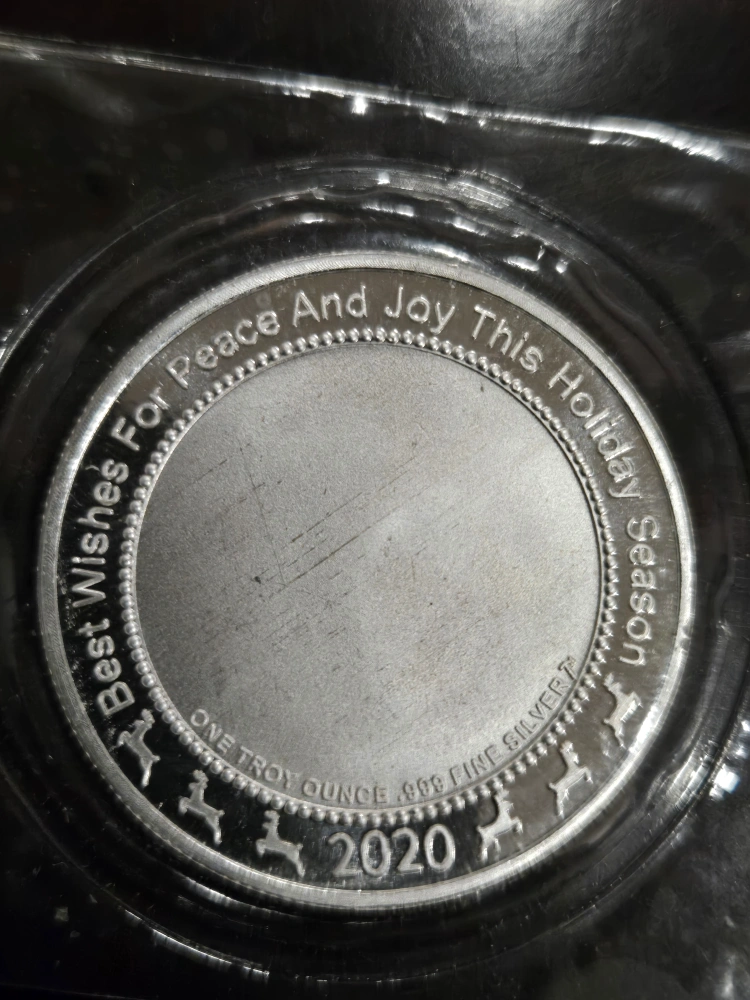 Best Wishes For Peace And Joy This Holiday Season
ONE TROY OUNCE .999 FINE SILVER
2020